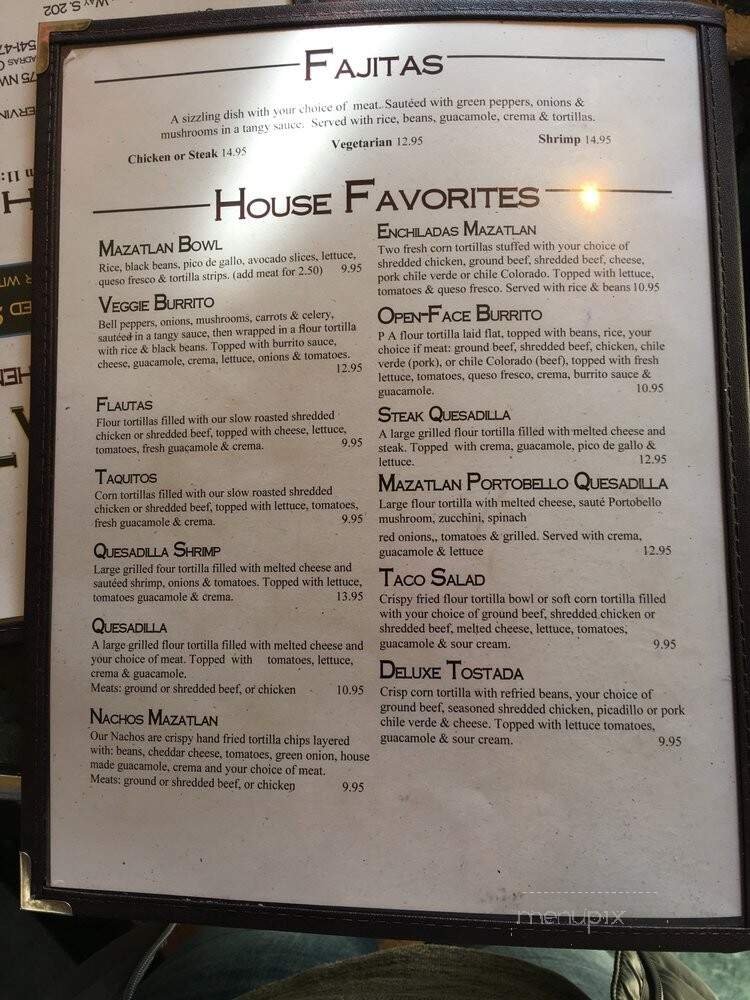 FAJITAS
A sizzling dish with your choice of meat. Sautéed with green peppers, onions &
mushrooms in a tangy sauce. Served with rice, beans, guacamole, crema & tortillas.
Chicken or Steak 14.95 Vegetarian 12.95 Shrimp 14.95
HOUSE FAVORITES
MAZATLAN BOWL
Rice, black beans, pico de gallo, avocado slices, lettuce,
queso fresco & tortilla strips. (add meat for 2.50) 9.95
VEGGIE BURRITO
Bell peppers, onions, mushrooms, carrots & celery,
sautéed in a tangy sauce, then wrapped in a flour tortilla
with rice & black beans. Topped with burrito sauce,
cheese, guacamole, crema, lettuce, onions & tomatoes.
12.95
FLAUTAS
Flour tortillas filled with our slow roasted shredded
chicken or shredded beef, topped with cheese, lettuce,
tomatoes, fresh guacamole & crema. 9.95
TAQUITOS
Corn tortillas filled with our slow roasted shredded
chicken or shredded beef, topped with lettuce, tomatoes,
fresh guacamole & crema. 9.95
QUESADILLA SHRIMP
Large grilled four tortilla filled with melted cheese and
sautéed shrimp, onions & tomatoes. Topped with lettuce,
tomatoes guacamole & crema. 13.95
QUESADILLA
A large grilled flour tortilla filled with melted cheese and
your choice of meat. Topped with tomatoes, lettuce,
crema & guacamole.
Meats: ground or shredded beef, or chicken 10.95
NACHOS MAZATLAN
Our Nachos are crispy hand fried tortilla chips layered
with: beans, cheddar cheese, tomatoes, green onion, house
made guacamole, crema and your choice of meat.
Meats: ground or shredded beef, or chicken 9.95
ENCHILADAS MAZATLAN
Two fresh corn tortillas stuffed with your choice of
shredded chicken, ground beef, shredded beef, cheese,
pork chile verde or chile Colorado. Topped with lettuce,
tomatoes & queso fresco. Served with rice & beans 10.95
OPEN-FACE BURRITO
P A flour tortilla laid flat, topped with beans, rice, your
choice if meat: ground beef, shredded beef, chicken, chile
verde (pork), or chile Colorado (beef), topped with fresh
lettuce, tomatoes, queso fresco, crema, burrito sauce &
guacamole. 10.95
STEAK QUESADILLA
A large grilled flour tortilla filled with melted cheese and
steak. Topped with crema, guacamole, pico de gallo &
lettuce. 12.95
MAZATLAN PORTOBELLO QUESADILLA
Large flour tortilla with melted cheese, sauté Portobello
mushroom, zucchini, spinach
red onions,, tomatoes & grilled. Served with crema,
guacamole & lettuce 12.95
TACO SALAD
Crispy fried flour tortilla bowl or soft corn tortilla filled
with your choice of ground beef, shredded chicken or
shredded beef, melted cheese, lettuce, tomatoes,
guacamole & sour cream. 9.95
DELUXE TOSTADA
Crisp corn tortilla with refried beans, your choice of
ground beef, seasoned shredded chicken, picadillo or pork
chile verde & cheese. Topped with lettuce tomatoes,
guacamole & sour cream. 9.95
menupix